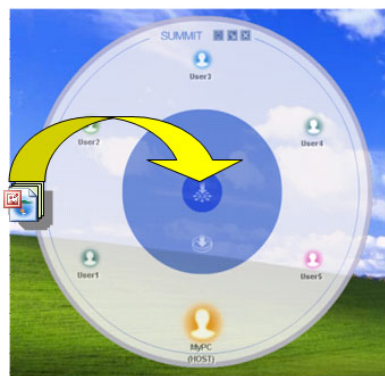 SUMMIT
User3
User2
User4
User1
User5
MyPC
(HOST)